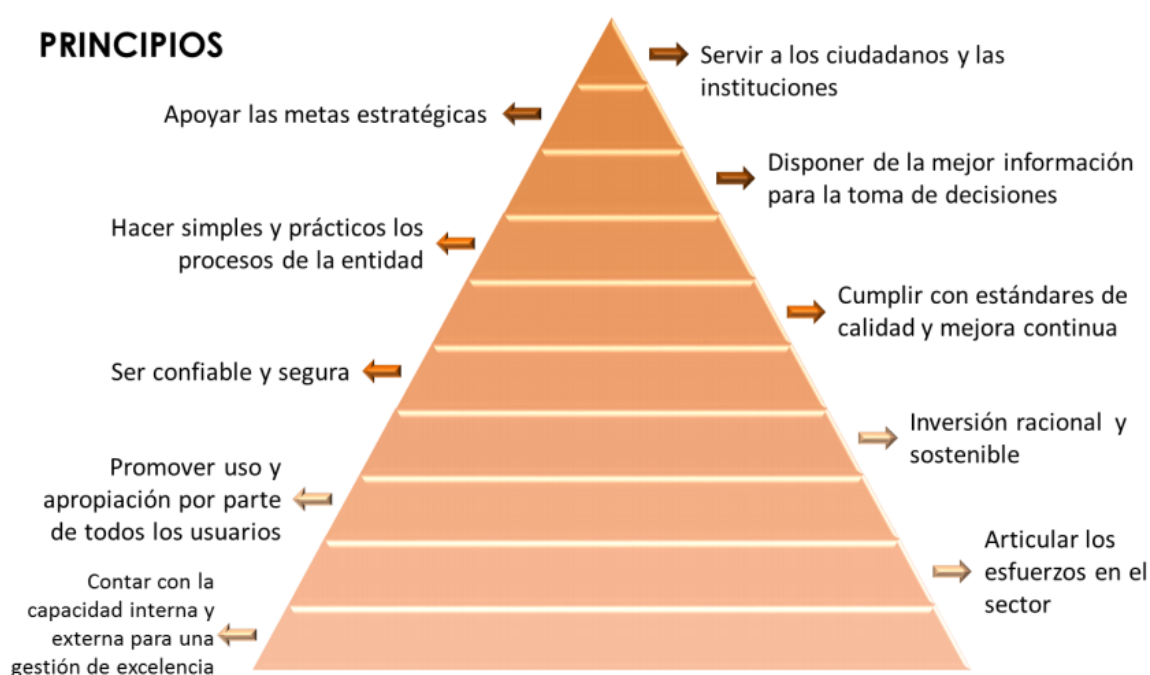 PRINCIPIOS
Servir a los ciudadanos y las
instituciones
Apoyar las metas estratégicas
Disponer de la mejor información
para la toma de decisiones
Hacer simples y prácticos los
procesos de la entidad
Cumplir con estándares de
calidad y mejora continua
Ser confiable y segura
Inversión racional y
sostenible
Promover uso y
apropiación por parte
de todos los usuarios
Articular los
esfuerzos en el
sector
Contar con la
capacidad interna y
externa para una
gestión de excelencia